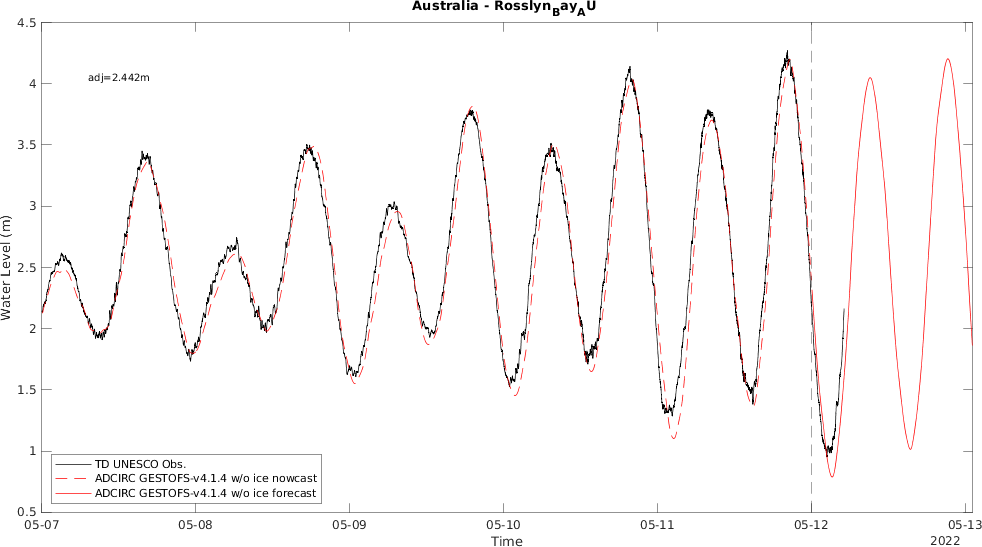 Australia - Rosslyn_Bay_AU
4.5
4
3.5
3
2.5
2
1.5
1
0.5
Water Level (m)
adj=2.442m
TD UNESCO Obs.
ADCIRC GESTOFS-v4.1.4 w/o ice nowcast
ADCIRC GESTOFS-v4.1.4 w/o ice forecast
05-07 05-08 05-09 05-10 05-11 05-12 05-13
Time
2022